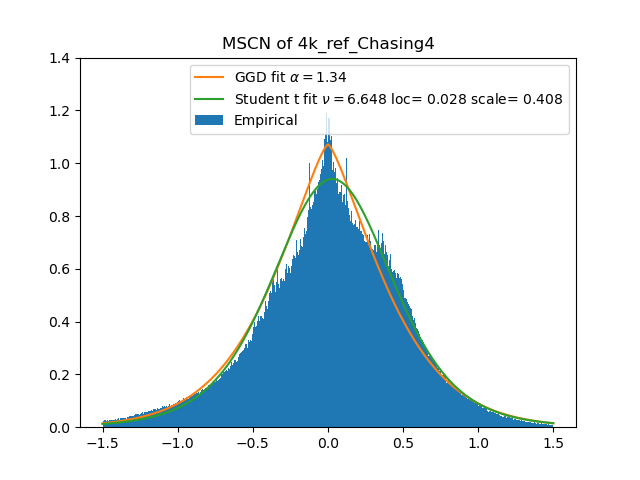 MSCN of 4k_ref_Chasing4
GGD fit α = 1.34
Student t fit ν = 6.648 loc= 0.028 scale= 0.408
Empirical
1.4
1.2
1.0
0.8
0.6
0.4
0.2
0.0
−1.5 −1.0 −0.5 0.0 0.5 1.0 1.5